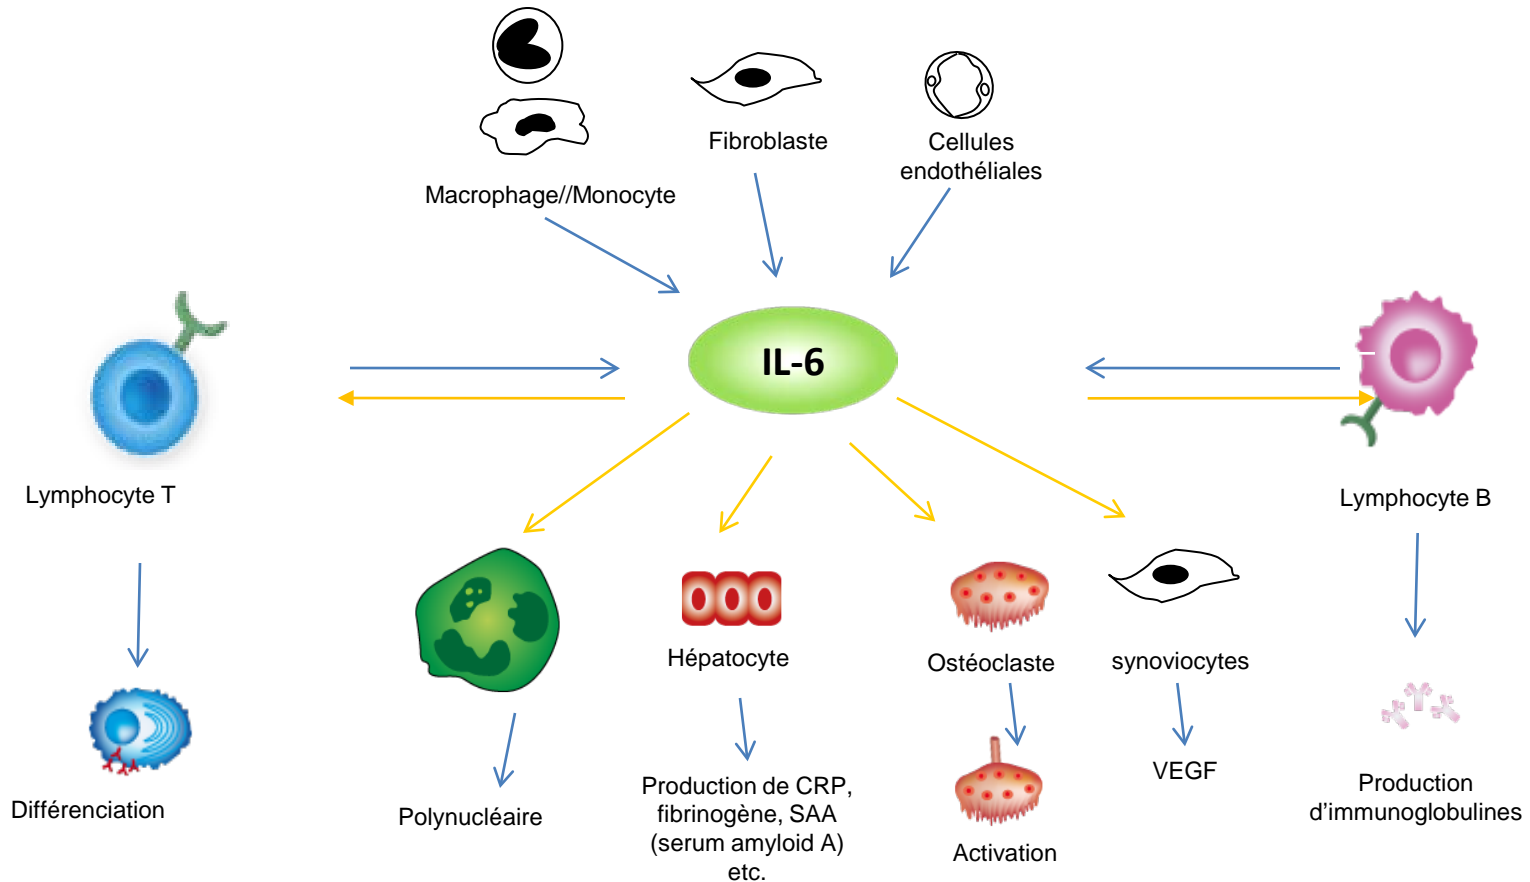 Macrophage//Monocyte
Fibroblaste
Cellules
endothéliales
IL-6
Lymphocyte T
Lymphocyte B
Hépatocyte
Ostéoclaste
synoviocytes
Différenciation
Polynucléaire
Production de CRP,
fibrinogène, SAA
(serum amyloid A)
etc.
Activation
VEGF
Production
d'immunoglobulines